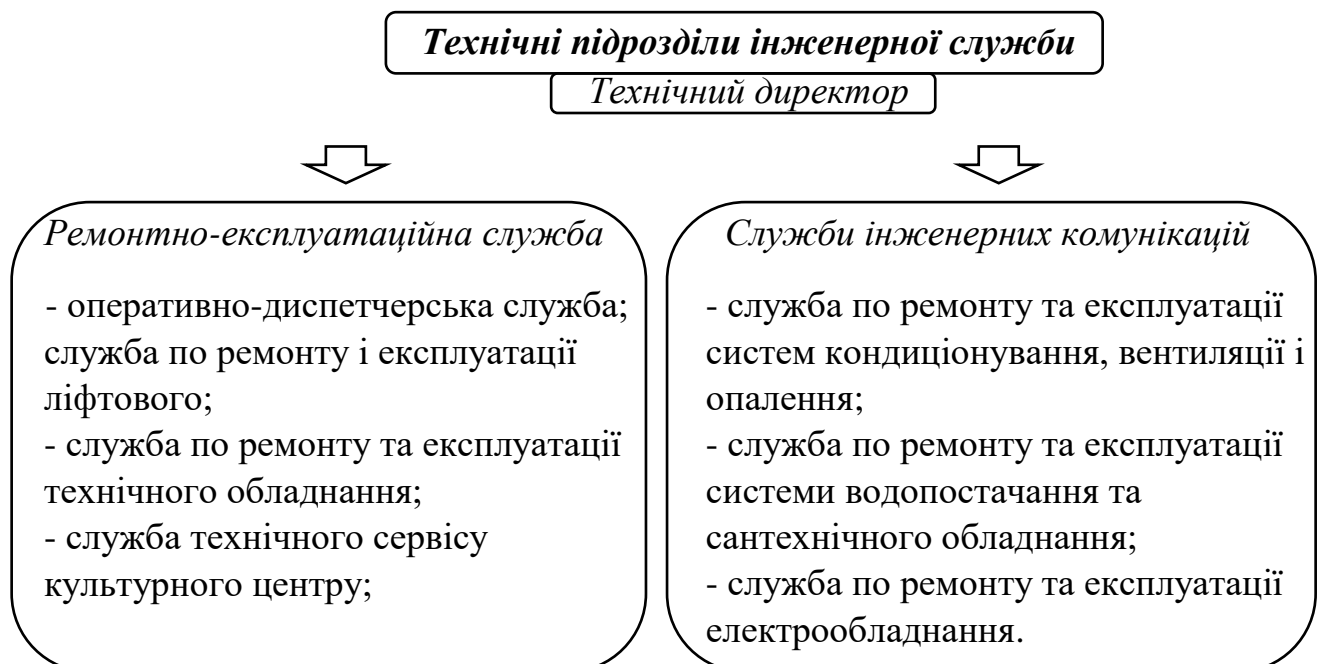 Технічні підрозділи інженерної служби
Технічний директор
Ремонтно-експлуатаційна служба
- оперативно-диспетчерська служба;
служба по ремонту і експлуатації
ліфтового;
- служба по ремонту та експлуатації
технічного обладнання;
- служба технічного сервісу
культурного центру;
Служби інженерних комунікацій
- служба по ремонту та експлуатації
систем кондиціонування, вентиляції і
опалення;
- служба по ремонту та експлуатації
системи водопостачання та
сантехнічного обладнання;
- служба по ремонту та експлуатації
електрообладнання.